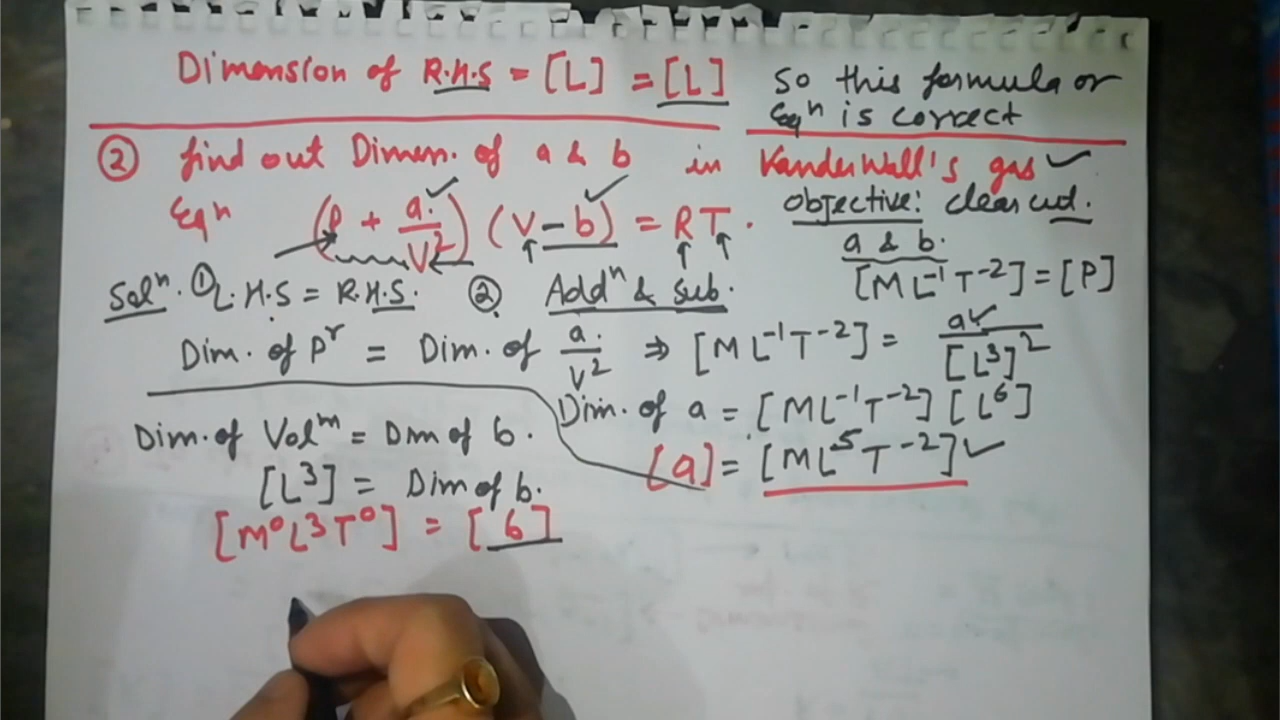 Dimension of R.H.S = [L] = [L] So this formula or
Eqⁿ is correct
② find out Dimen. of a & b in VanderWall's gas ✓
Eqⁿ (P + a/V²) (V – b) = RT. Objective: clear cut.
a & b.
Solⁿ. ① L.H.S = R.H.S. ② Addⁿ & Sub. [ML⁻¹T⁻²] = [P]
Dim. of Pʳ = Dim. of a/V² ⇒ [ML⁻¹T⁻²] = a/[L³]²
Dim. of a = [ML⁻¹T⁻²] [L⁶]
[a] = [ML⁵T⁻²] ✓
Dim. of Volᵐ = Dm of b.
[L³] = Dim of b.
[M⁰L³T⁰] = [b]